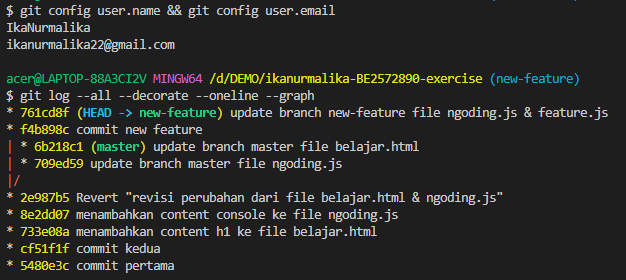 $ git config user.name && git config user.email
IkaNurmalika
ikanurmalika22@gmail.com
acer@LAPTOP-88A3CI2V MINGW64 /d/DEMO/ikanurmalika-BE2572890-exercise (new-feature)
$ git log --all --decorate --oneline --graph
* 761cd8f (HEAD -> new-feature) update branch new-feature file ngoding.js & feature.js
* f4b898c commit new feature
| * 6b218c1 (master) update branch master file belajar.html
| * 709ed59 update branch master file ngoding.js
|/
* 2e987b5 Revert "revisi perubahan dari file belajar.html & ngoding.js"
* 8e2dd07 menambahkan content console ke file ngoding.js
* 733e08a menambahkan content h1 ke file belajar.html
* cf51f1f commit kedua
* 5480e3c commit pertama